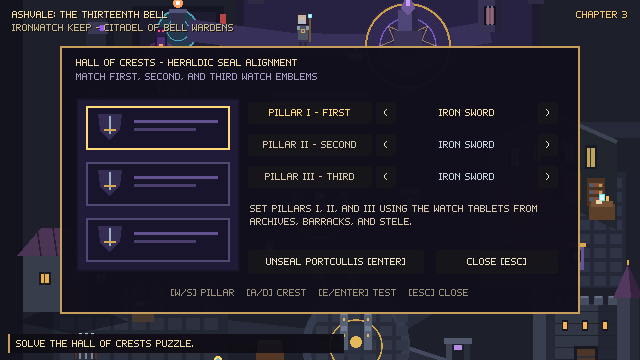 ASHVALE: THE THIRTEENTH BELL
IRONWATCH KEEP - CITADEL OF BELL WARDENS
CHAPTER 3
HALL OF CRESTS - HERALDIC SEAL ALIGNMENT
MATCH FIRST, SECOND, AND THIRD WATCH EMBLEMS
PILLAR I - FIRST < IRON SWORD >
PILLAR II - SECOND < IRON SWORD >
PILLAR III - THIRD < IRON SWORD >
SET PILLARS I, II, AND III USING THE WATCH TABLETS FROM
ARCHIVES, BARRACKS, AND STELE.
UNSEAL PORTCULLIS [ENTER]
CLOSE [ESC]
[W/S] PILLAR [A/D] CREST [E/ENTER] TEST [ESC] CLOSE
SOLVE THE HALL OF CRESTS PUZZLE.